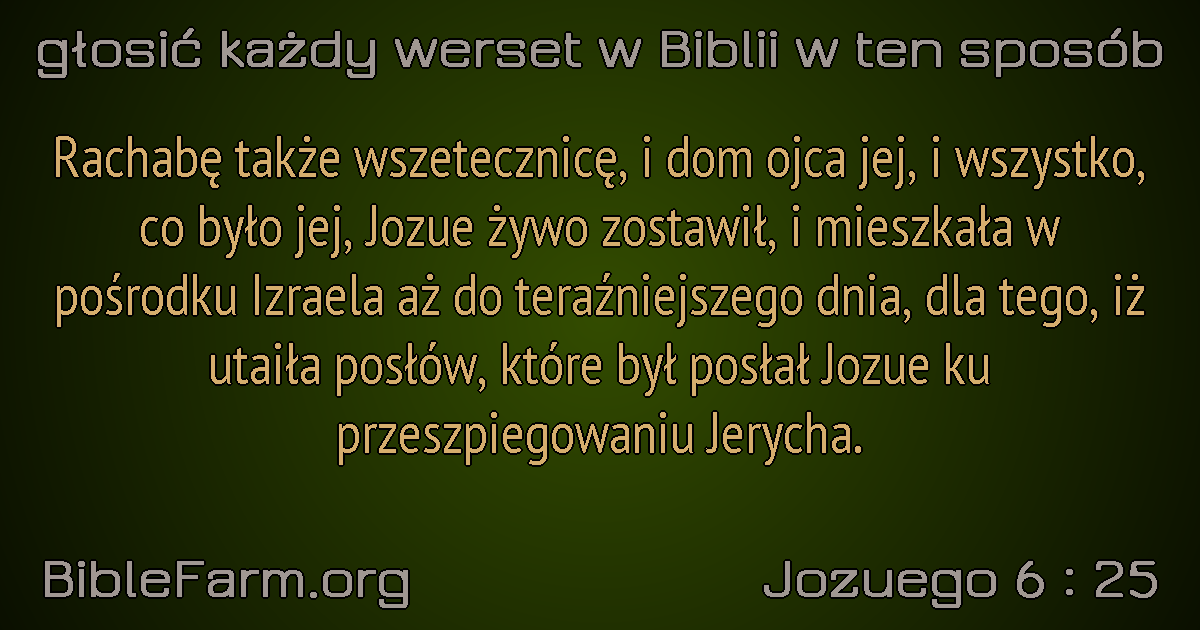 głosić każdy werset w Biblii w ten sposób
Rachabę także wszetecznicę, i dom ojca jej, i wszystko,
co było jej, Jozue żywo zostawił, i mieszkała w
pośrodku Izraela aż do teraźniejszego dnia, dla tego, iż
utaiła posłów, które był posłał Jozue ku
przeszpiegowaniu Jerycha.
BibleFarm.org
Jozuego 6 : 25